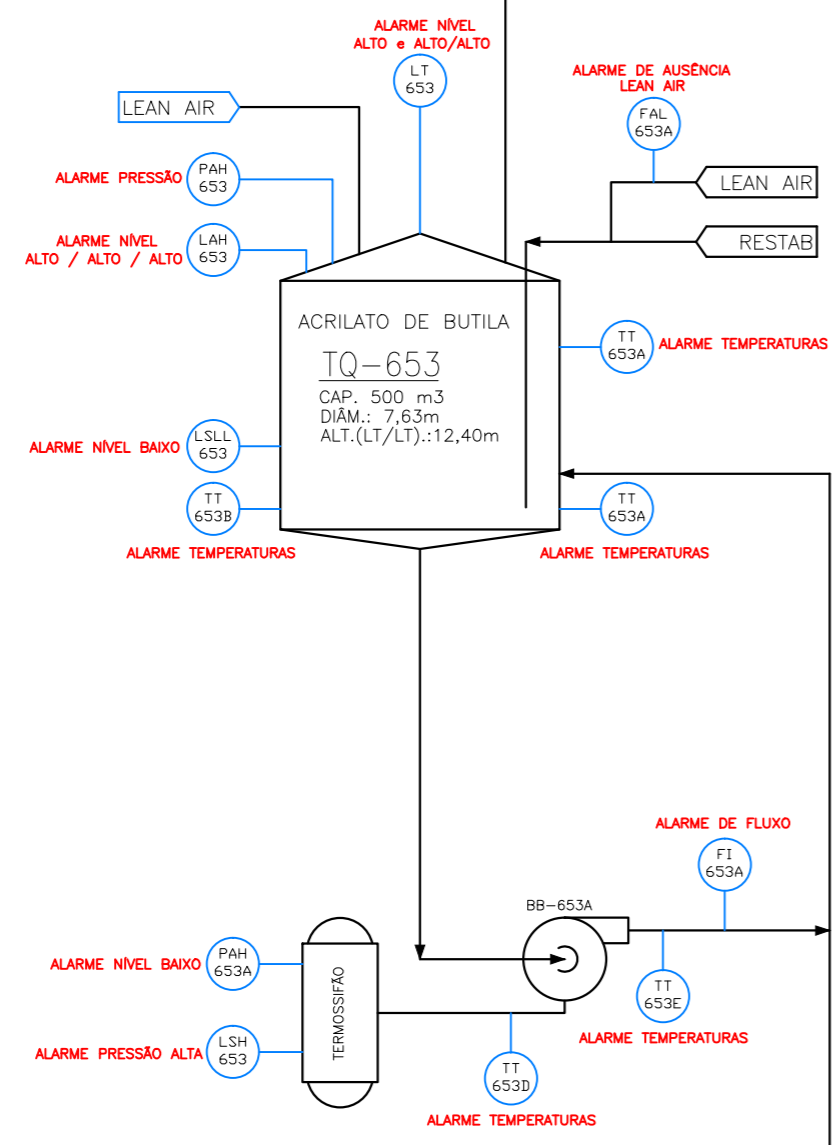 ALARME NÍVEL
ALTO e ALTO/ALTO
LT
653
ALARME DE AUSÊNCIA
LEAN AIR
FAL
653A
LEAN AIR
ALARME PRESSÃO
PAH
653
LEAN AIR
ALARME NÍVEL
ALTO / ALTO / ALTO
LAH
653
RESTAB
ACRILATO DE BUTILA
TQ-653
CAP. 500 m3
DIÂM.: 7,63m
ALT.(LT/LT).:12,40m
TT
653A
ALARME TEMPERATURAS
ALARME NÍVEL BAIXO
LSLL
653
TT
653B
ALARME TEMPERATURAS
TT
653A
ALARME TEMPERATURAS
ALARME DE FLUXO
FI
653A
BB-653A
ALARME NÍVEL BAIXO
PAH
653A
TERMOSSIFÃO
TT
653E
ALARME TEMPERATURAS
ALARME PRESSÃO ALTA
LSH
653
TT
653D
ALARME TEMPERATURAS